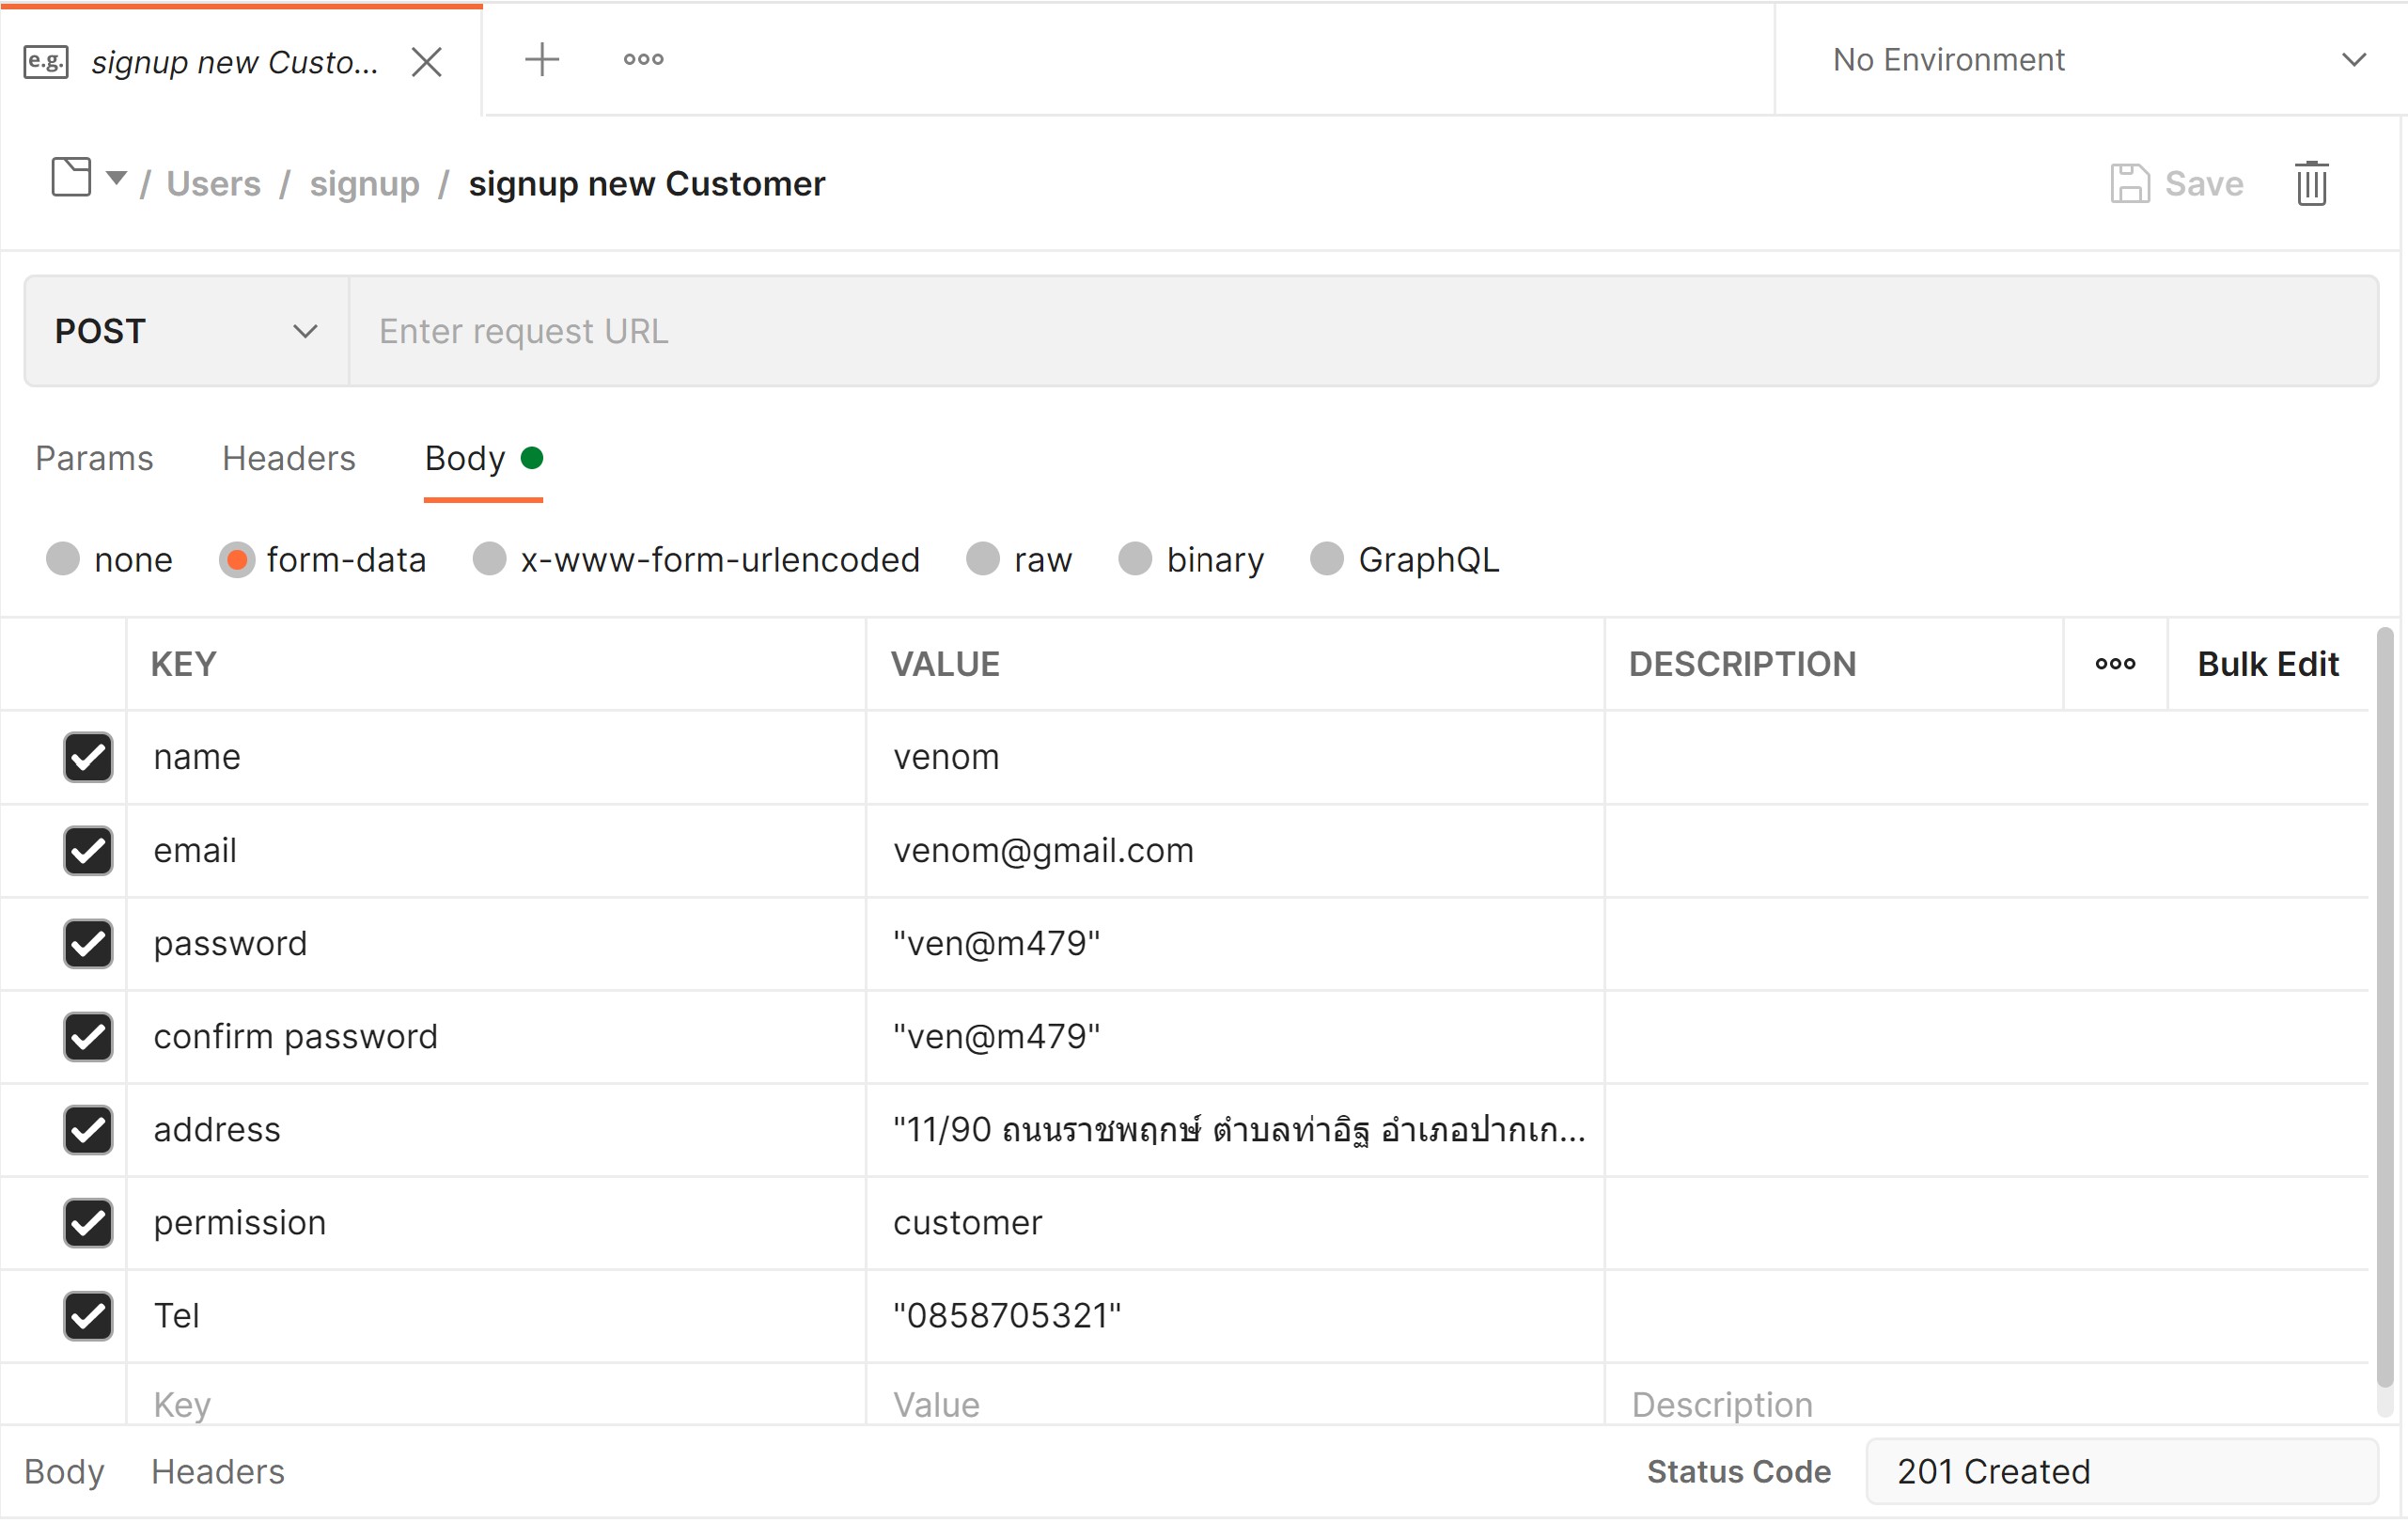 e.g. signup new Custo... No Environment
/ Users / signup / signup new Customer Save
POST Enter request URL
Params Headers Body
none form-data x-www-form-urlencoded raw binary GraphQL
KEY VALUE DESCRIPTION Bulk Edit
name venom
email venom@gmail.com
password "ven@m479"
confirm password "ven@m479"
address "11/90 ถนนราชพฤกษ์ ตำบลท่าอิฐ อำเภอปากเก...
permission customer
Tel "0858705321"
Key Value Description
Body Headers Status Code 201 Created